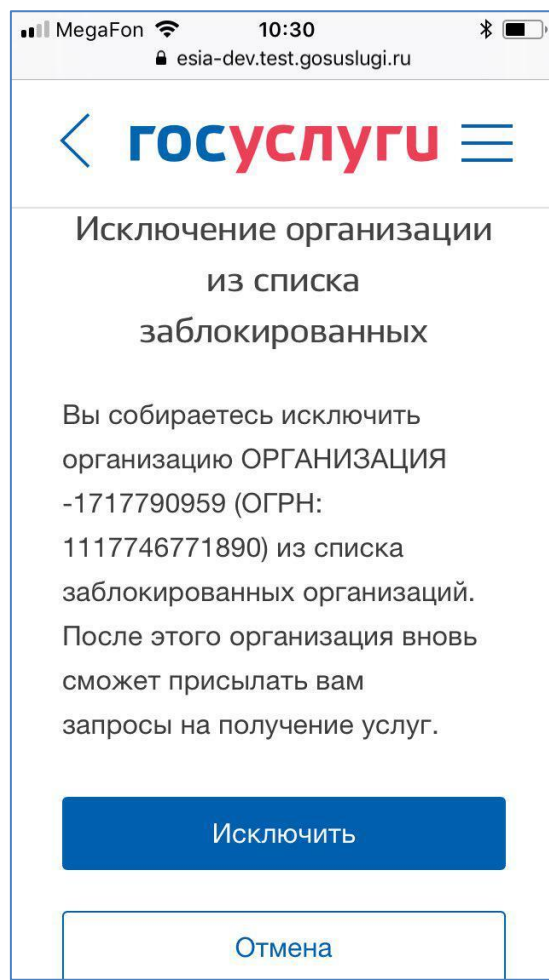 MegaFon 10:30
esia-dev.test.gosuslugi.ru
госуслуги
Исключение организации
из списка
заблокированных
Вы собираетесь исключить
организацию ОРГАНИЗАЦИЯ
-1717790959 (ОГРН:
1117746771890) из списка
заблокированных организаций.
После этого организация вновь
сможет присылать вам
запросы на получение услуг.
Исключить
Отмена